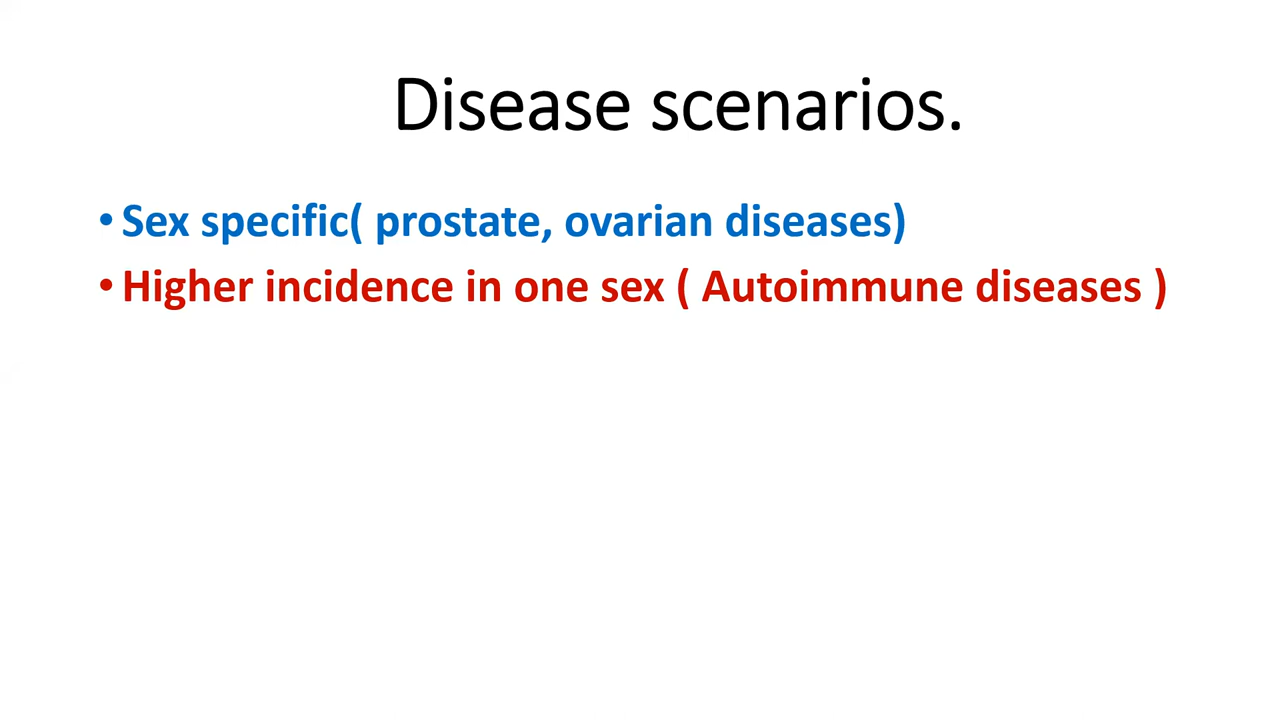 Disease scenarios.
•Sex specific( prostate, ovarian diseases)
•Higher incidence in one sex ( Autoimmune diseases )